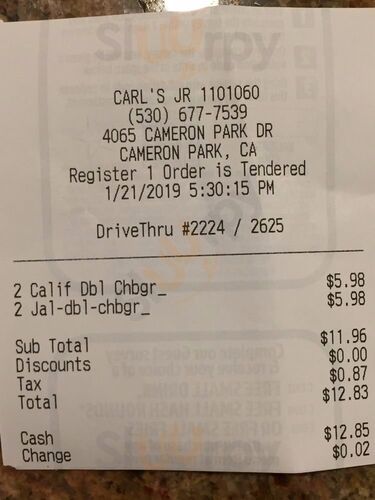 Sluurpy
CARL'S JR 1101060
(530) 677-7539
4065 CAMERON PARK DR
CAMERON PARK, CA
Register 1 Order is Tendered
1/21/2019 5:30:15 PM
DriveThru #2224 / 2625
2 Calif Dbl Chbgr_ $5.98
2 Jal-dbl-chbgr_ $5.98
Sub Total $11.96
Discounts $0.00
Tax $0.87
Total $12.83
Cash $12.85
Change $0.02